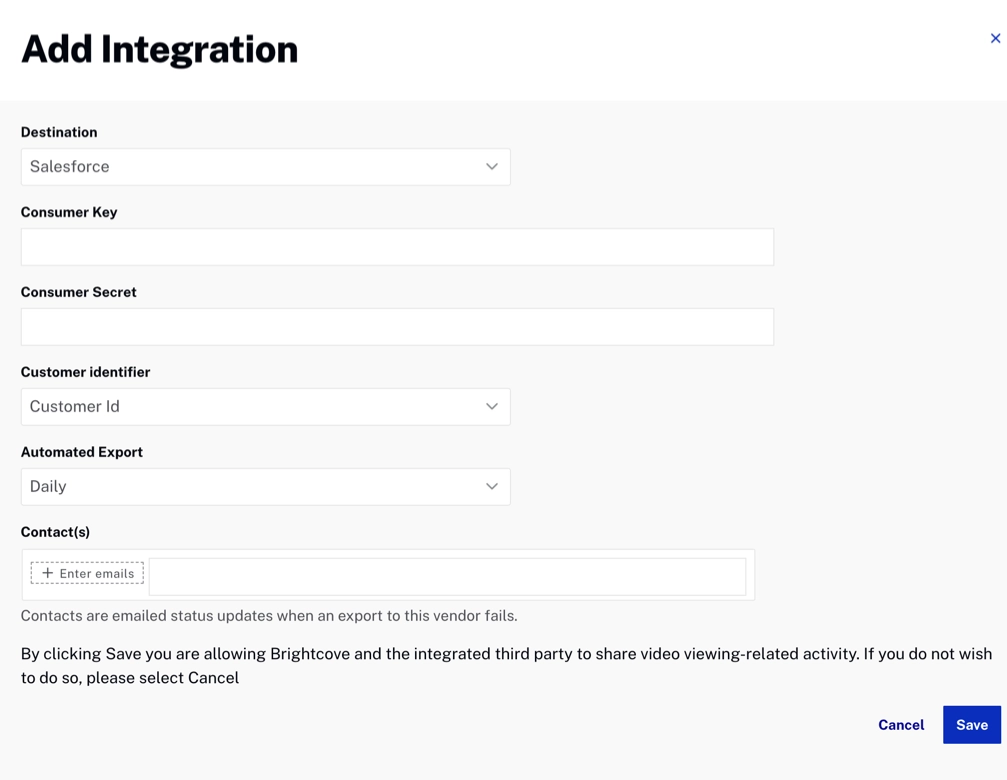 Add Integration
Destination
Salesforce
Consumer Key
Consumer Secret
Customer identifier
Customer Id
Automated Export
Daily
Contact(s)
+ Enter emails
Contacts are emailed status updates when an export to this vendor fails.
By clicking Save you are allowing Brightcove and the integrated third party to share video viewing-related activity. If you do not wish
to do so, please select Cancel
Cancel Save